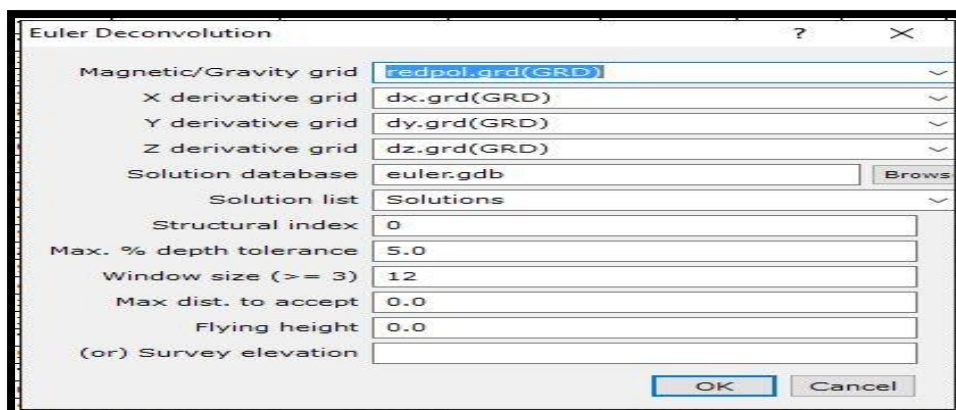 Euler Deconvolution ? ×
Magnetic/Gravity grid redpol.grd(GRD)
X derivative grid dx.grd(GRD)
Y derivative grid dy.grd(GRD)
Z derivative grid dz.grd(GRD)
Solution database euler.gdb Brows
Solution list Solutions
Structural index 0
Max. % depth tolerance 5.0
Window size (>= 3) 12
Max dist. to accept 0.0
Flying height 0.0
(or) Survey elevation
OK Cancel